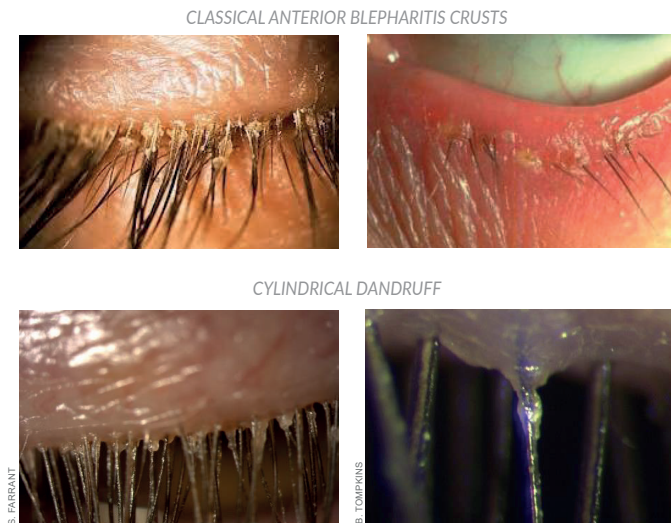 CLASSICAL ANTERIOR BLEPHARITIS CRUSTS
CYLINDRICAL DANDRUFF
S. FARRANT
B. TOMPKINS